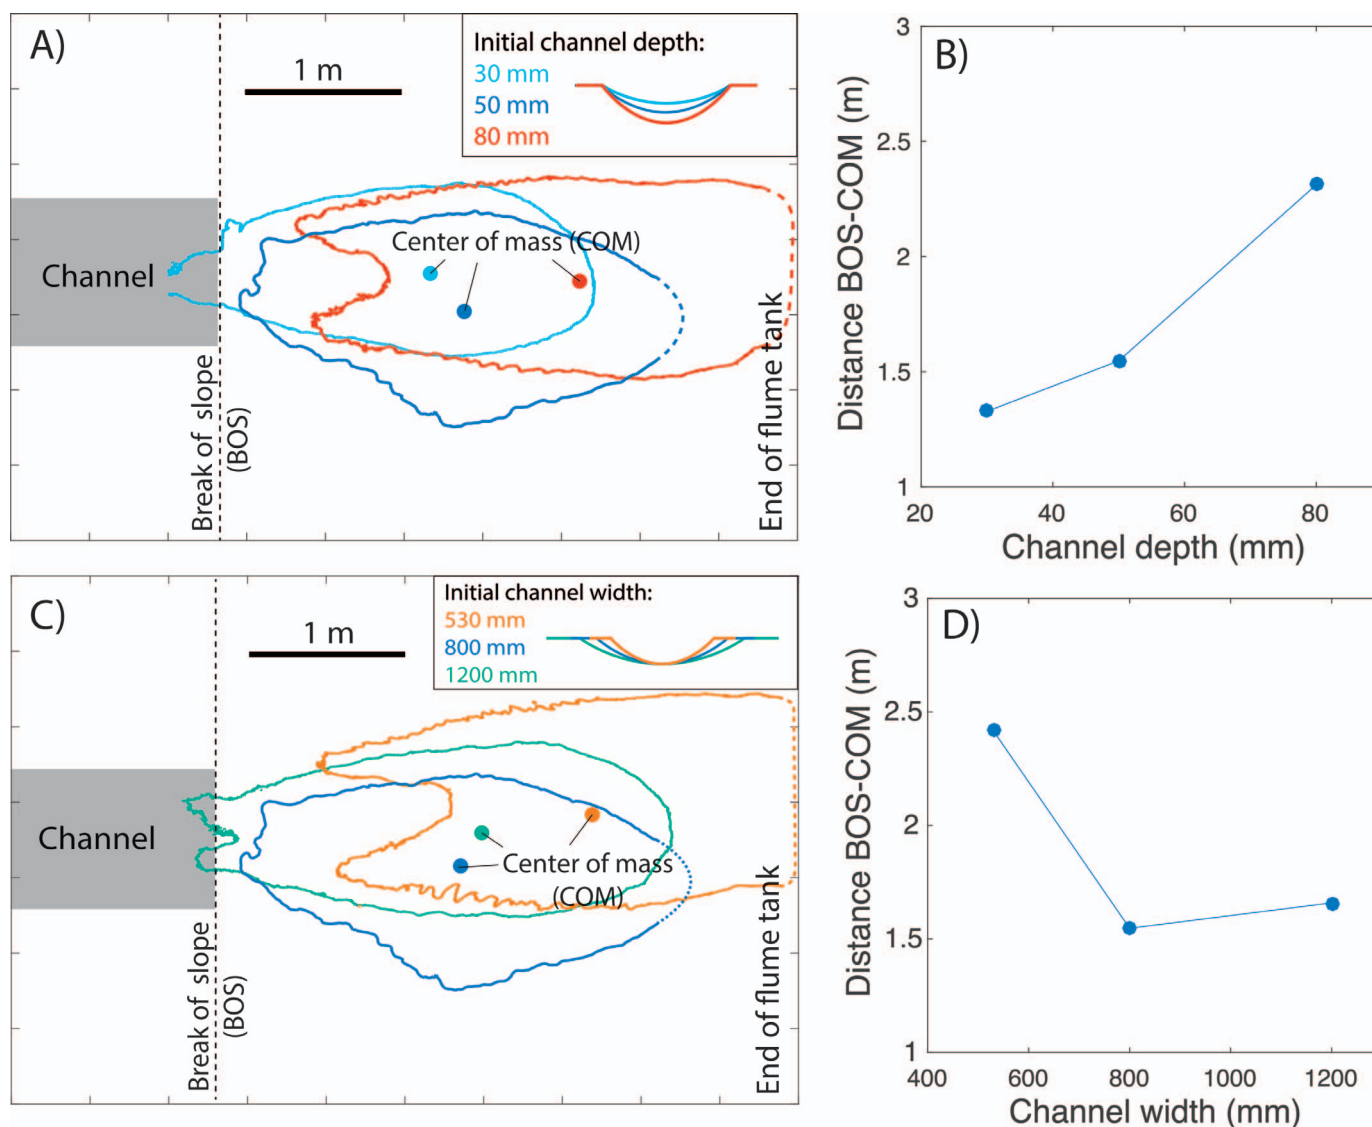 A)
1 m
Initial channel depth:
30 mm
50 mm
80 mm
Center of mass (COM)
Channel
Break of slope
(BOS)
End of flume tank
B)
Distance BOS-COM (m)
3
2.5
2
1.5
1
20
40
60
80
Channel depth (mm)
C)
1 m
Initial channel width:
530 mm
800 mm
1200 mm
Channel
Center of mass
(COM)
Break of slope
(BOS)
End of flume tank
D)
Distance BOS-COM (m)
3
2.5
2
1.5
1
400
600
800
1000
1200
Channel width (mm)